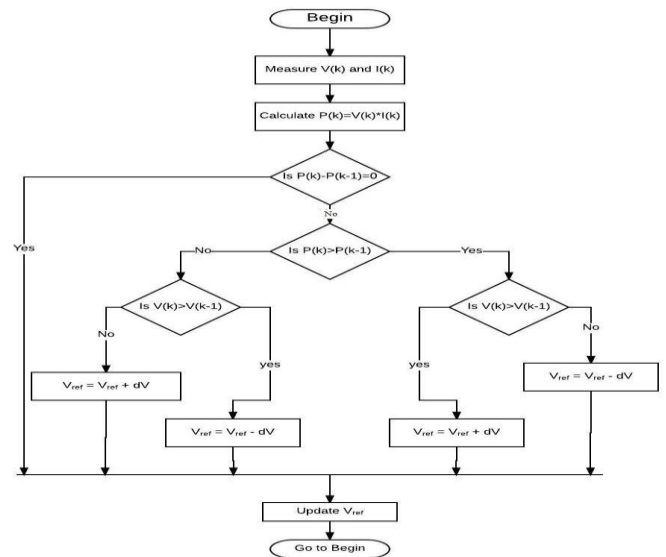 Begin
Measure V(k) and I(k)
Calculate P(k)=V(k)*I(k)
Is P(k)-P(k-1)=0
Yes
No
Is P(k)>P(k-1)
No
Yes
Is V(k)>V(k-1)
Is V(k)>V(k-1)
No
yes
yes
No
Vref = Vref + dV
Vref = Vref - dV
Vref = Vref + dV
Vref = Vref - dV
Update Vref
Go to Begin